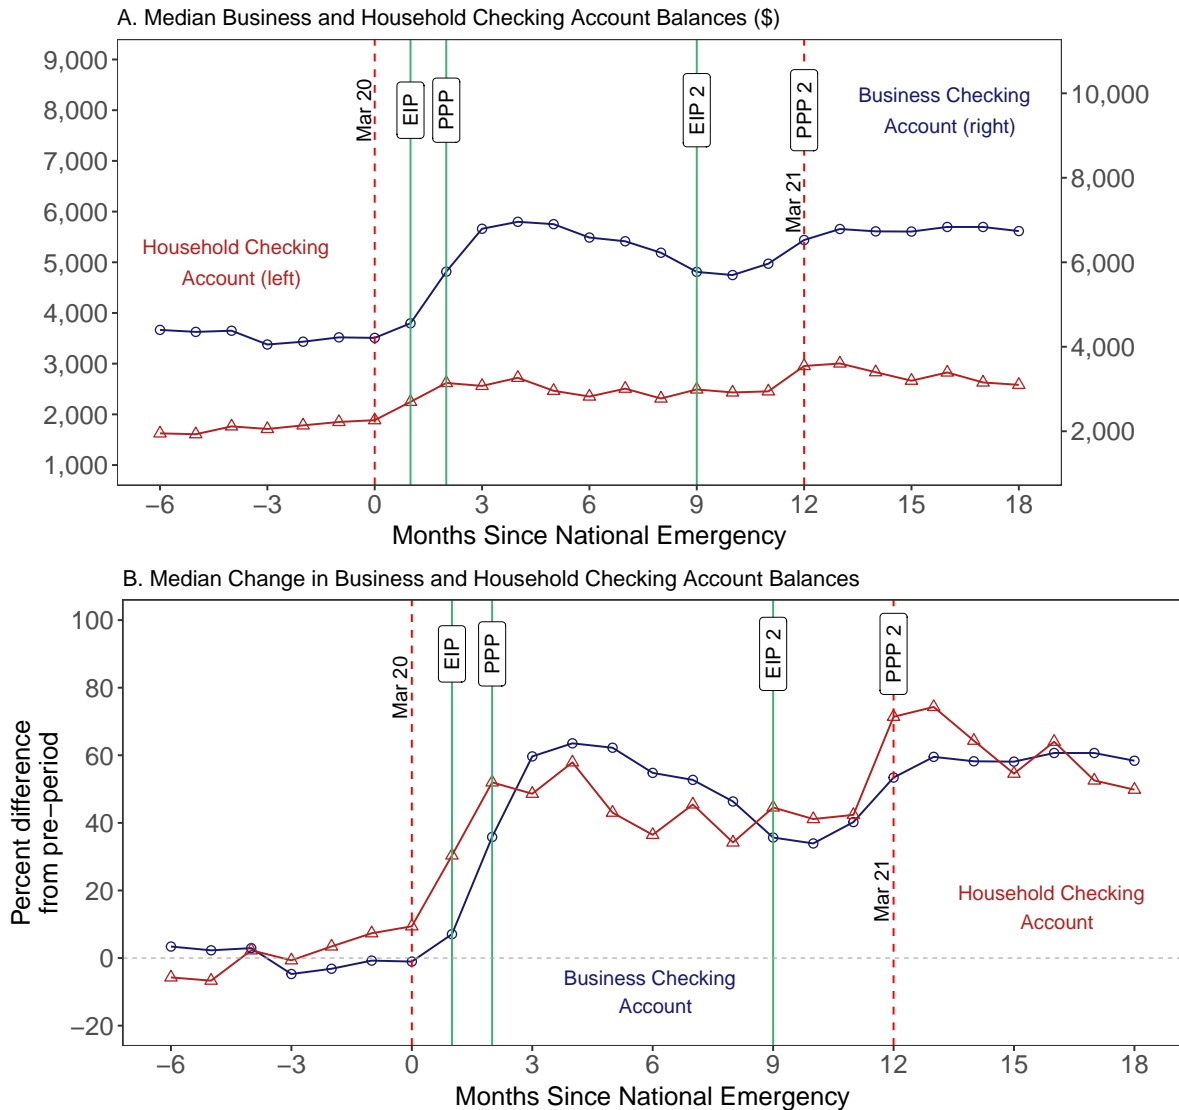 A. Median Business and Household Checking Account Balances ($)
9,000
8,000
7,000
6,000
5,000
4,000
3,000
2,000
1,000
10,000
8,000
6,000
4,000
2,000
Mar 20
EIP
PPP
EIP 2
PPP 2
Mar 21
Business Checking
Account (right)
Household Checking
Account (left)
−6
−3
0
3
6
9
12
15
18
Months Since National Emergency
B. Median Change in Business and Household Checking Account Balances
Percent difference
from pre−period
100
80
60
40
20
0
−20
Mar 20
EIP
PPP
EIP 2
PPP 2
Mar 21
Household Checking
Account
Business Checking
Account
−6
−3
0
3
6
9
12
15
18
Months Since National Emergency